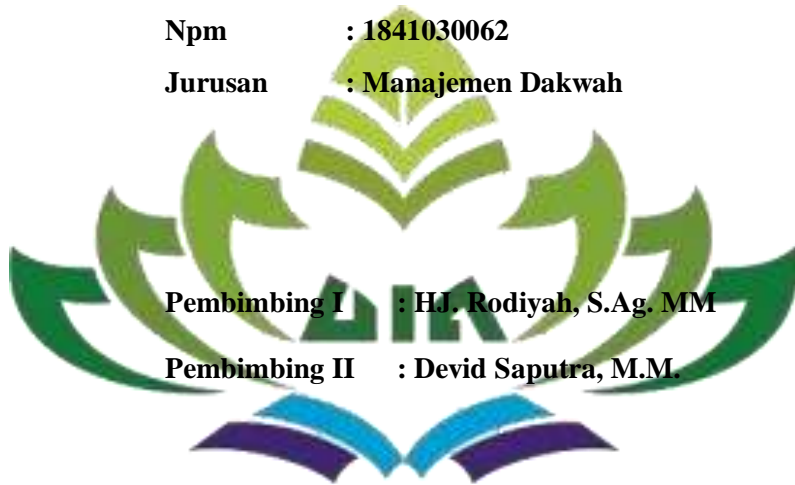 Npm : 1841030062
Jurusan : Manajemen Dakwah
Pembimbing I : HJ. Rodiyah, S.Ag. MM
Pembimbing II : Devid Saputra, M.M.